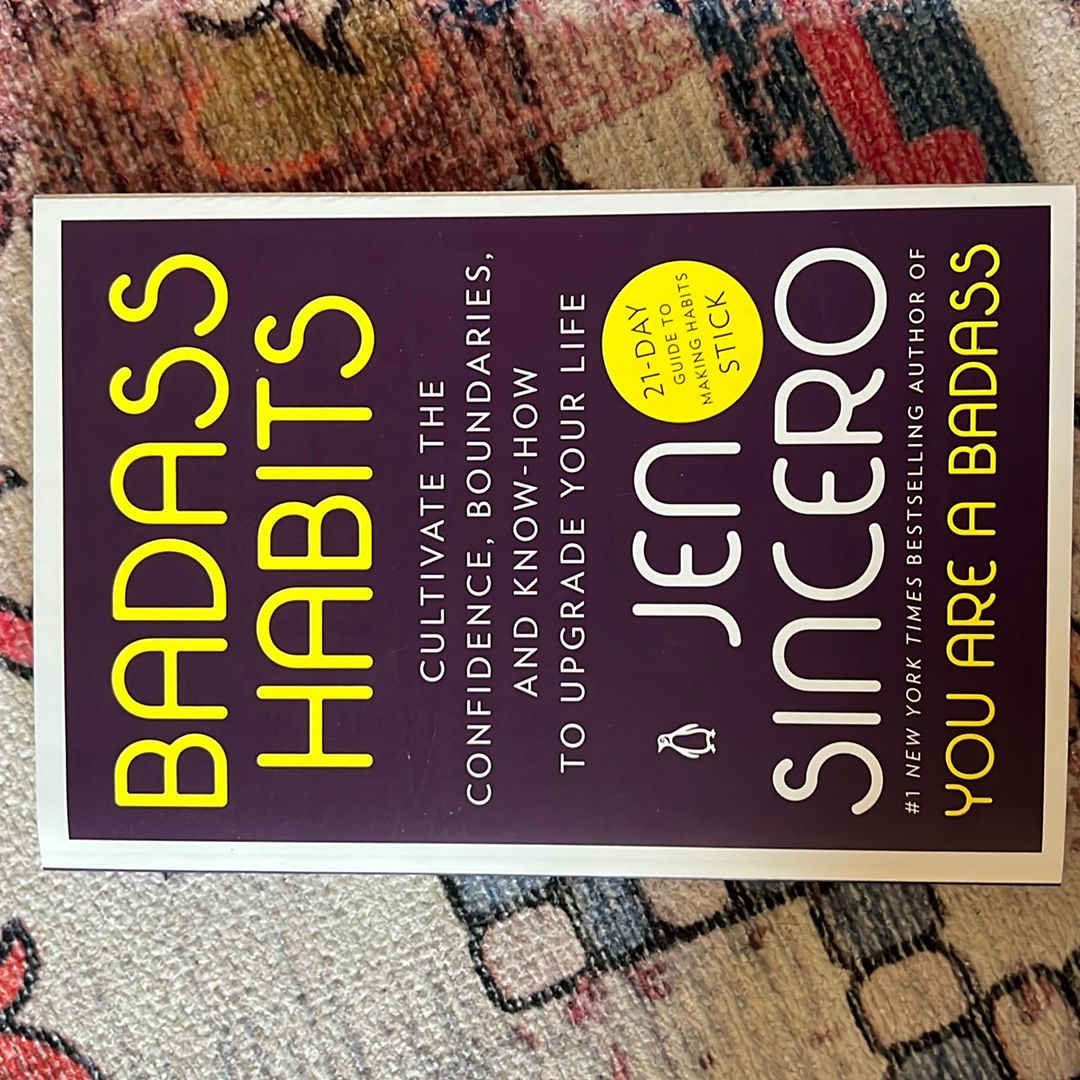 BADASS
HABITS
CULTIVATE THE
CONFIDENCE, BOUNDARIES,
AND KNOW-HOW
TO UPGRADE YOUR LIFE
21-DAY
GUIDE TO
MAKING HABITS
STICK
JEN
SINCERO
#1 NEW YORK TIMES BESTSELLING AUTHOR OF
YOU ARE A BADASS